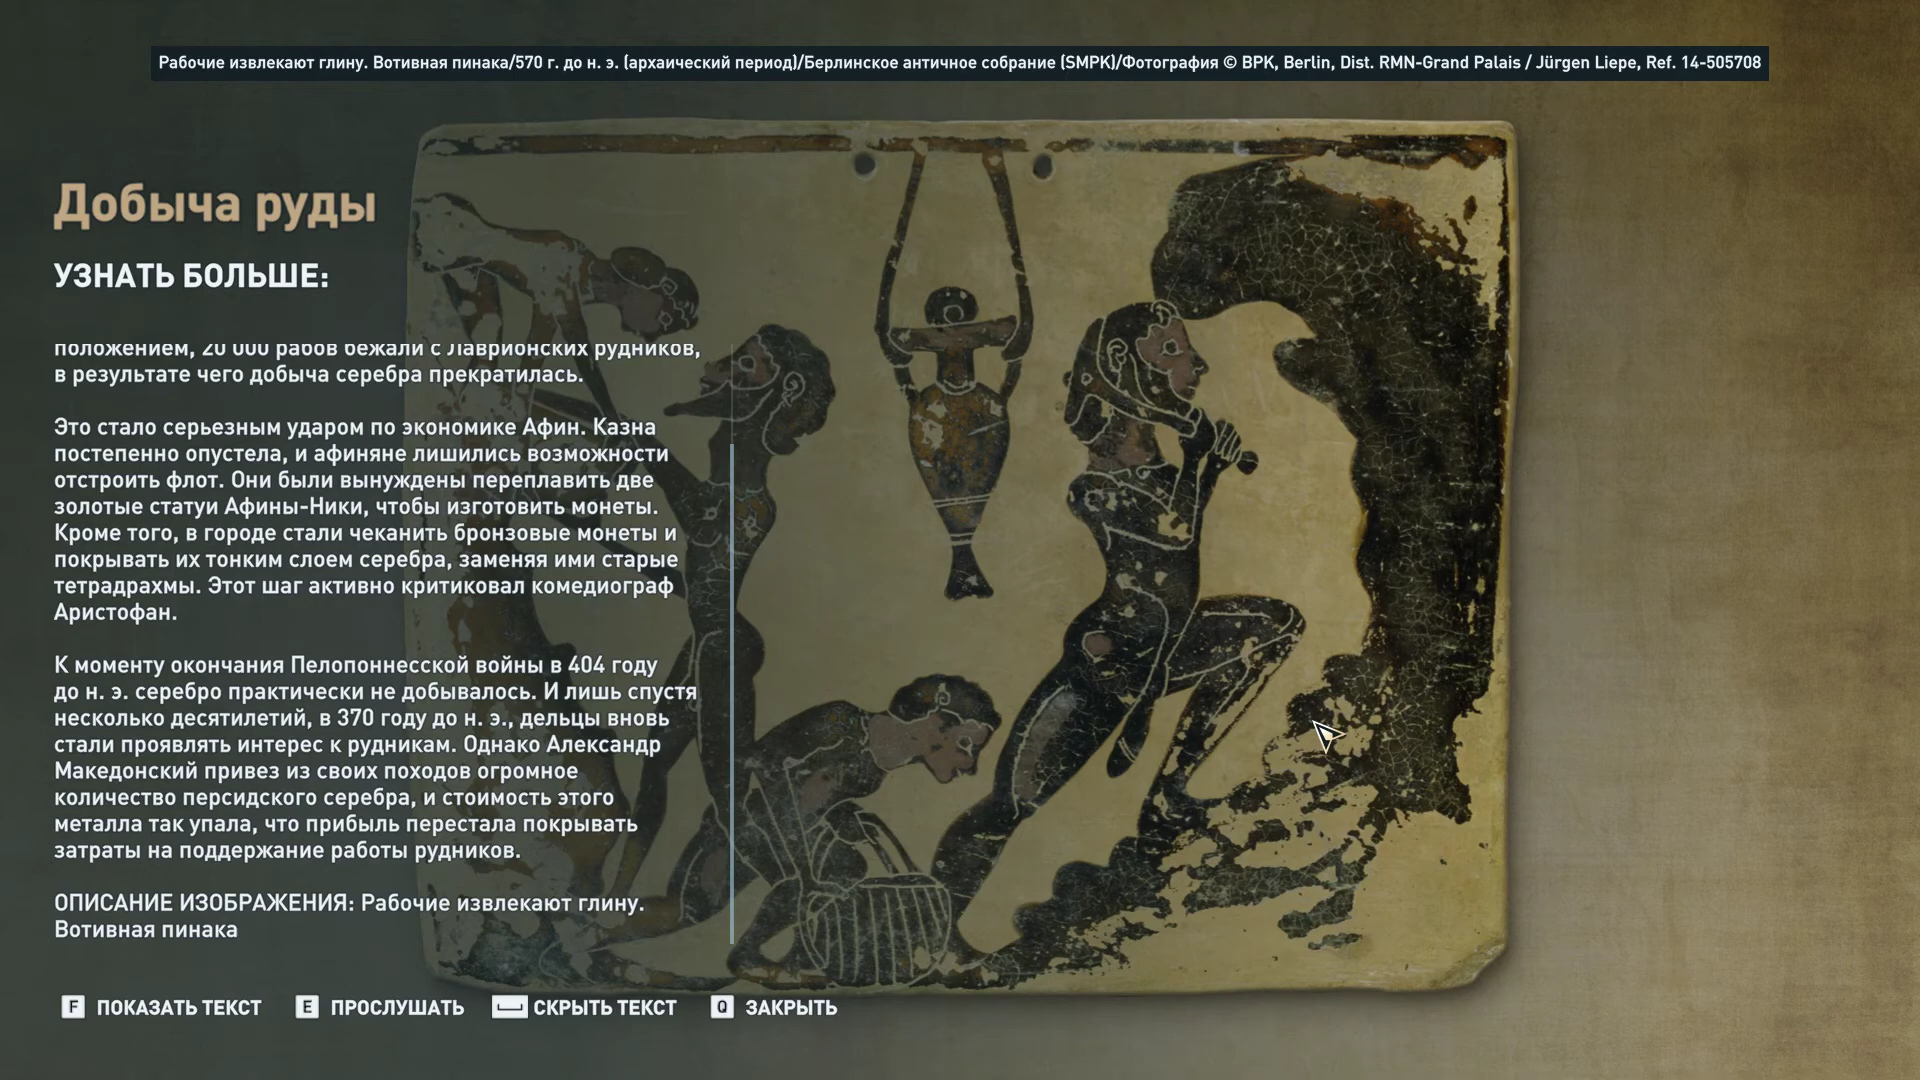 Рабочие извлекают глину. Вотивная пинака/570 г. до н. э. (архаический период)/Берлинское античное собрание (SMPK)/Фотография © BPK, Berlin, Dist. RMN-Grand Palais / Jürgen Liepe, Ref. 14-505708
Добыча руды
УЗНАТЬ БОЛЬШЕ:
положением, 20 000 рабов бежали с Лаврионских рудников,
в результате чего добыча серебра прекратилась.
Это стало серьезным ударом по экономике Афин. Казна
постепенно опустела, и афиняне лишились возможности
отстроить флот. Они были вынуждены переплавить две
золотые статуи Афины-Ники, чтобы изготовить монеты.
Кроме того, в городе стали чеканить бронзовые монеты и
покрывать их тонким слоем серебра, заменяя ими старые
тетрадрахмы. Этот шаг активно критиковал комедиограф
Аристофан.
К моменту окончания Пелопоннесской войны в 404 году
до н. э. серебро практически не добывалось. И лишь спустя
несколько десятилетий, в 370 году до н. э., дельцы вновь
стали проявлять интерес к рудникам. Однако Александр
Македонский привез из своих походов огромное
количество персидского серебра, и стоимость этого
металла так упала, что прибыль перестала покрывать
затраты на поддержание работы рудников.
ОПИСАНИЕ ИЗОБРАЖЕНИЯ: Рабочие извлекают глину.
Вотивная пинака
F ПОКАЗАТЬ ТЕКСТ E ПРОСЛУШАТЬ СКРЫТЬ ТЕКСТ Q ЗАКРЫТЬ